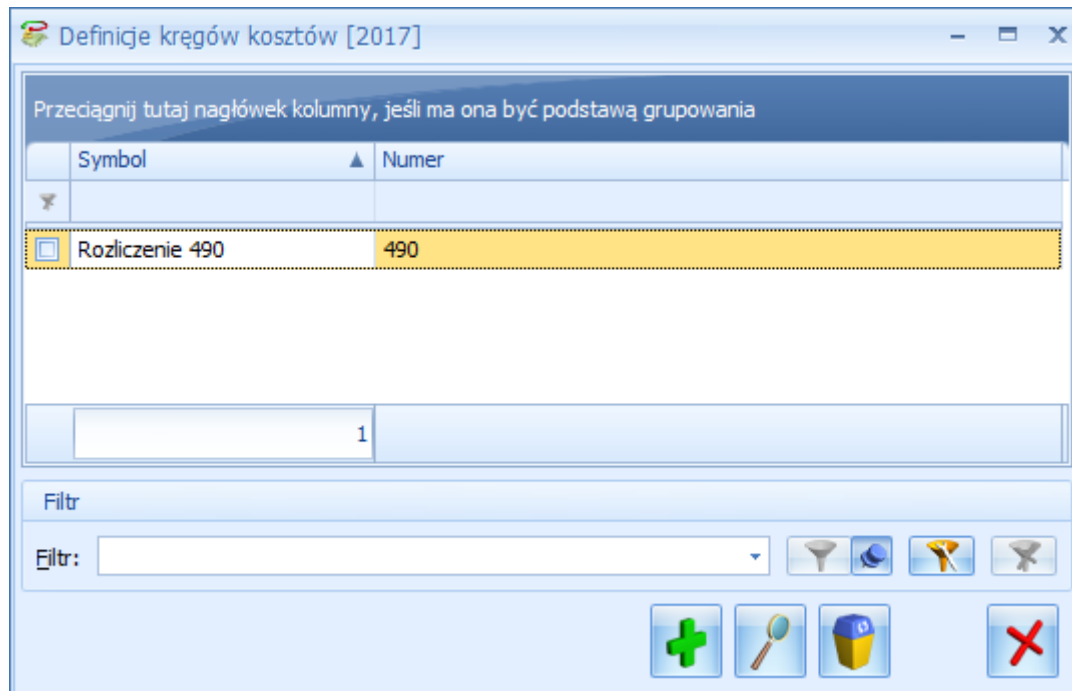 Definicje kręgów kosztów [2017]
Przeciągnij tutaj nagłówek kolumny, jeśli ma ona być podstawą grupowania
Symbol Numer
Rozliczenie 490 490
1
Filtr
Filtr: